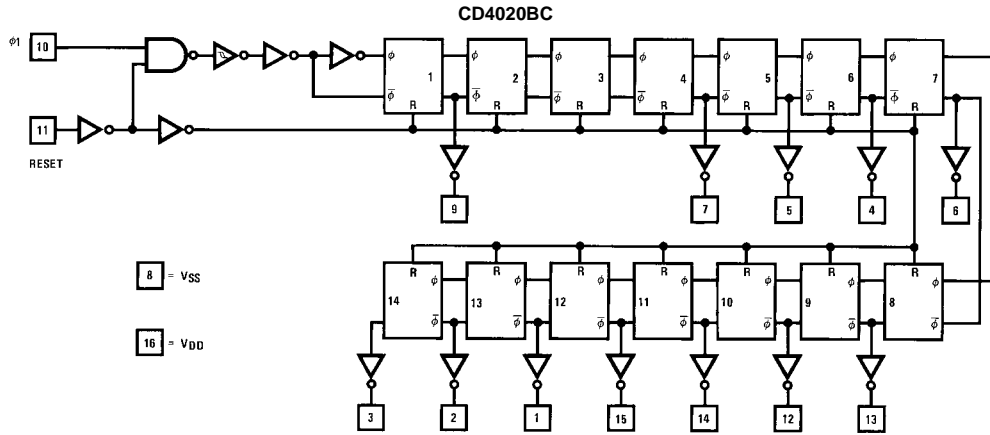 CD4020BC
ϕ1 10
ϕ ϕ ϕ ϕ ϕ ϕ
1 2 3 4 5 6 7
ϕ̅ ϕ̅ ϕ̅ ϕ̅ ϕ̅ ϕ̅
R R R R R R R
11
RESET
9 7 5 4 6
R R R R R R R
8 = VSS
ϕ ϕ ϕ ϕ ϕ ϕ ϕ
14 13 12 11 10 9 8
ϕ̅ ϕ̅ ϕ̅ ϕ̅ ϕ̅ ϕ̅ ϕ̅
16 = VDD
3 2 1 15 14 12 13